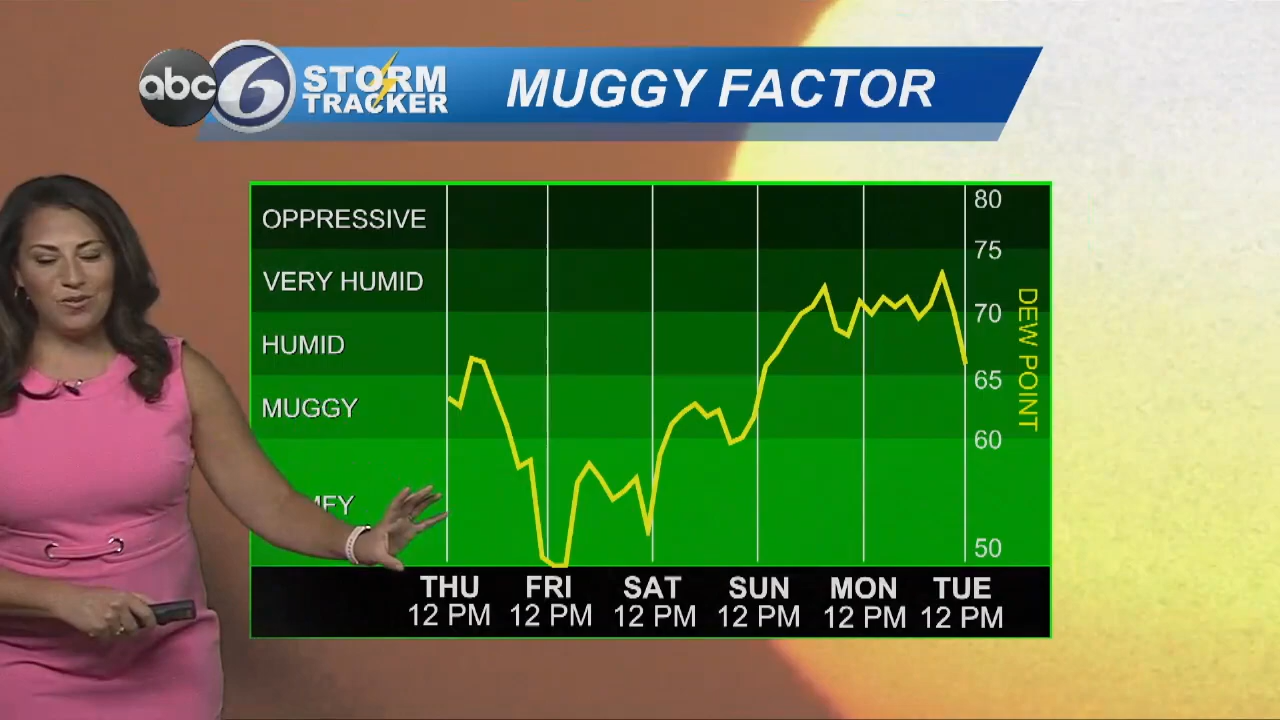 abc 6 STORM TRACKER
MUGGY FACTOR
OPPRESSIVE
VERY HUMID
HUMID
MUGGY
MFY
80
75
70
65
60
50
DEW POINT
THU FRI SAT SUN MON TUE
12 PM 12 PM 12 PM 12 PM 12 PM 12 PM